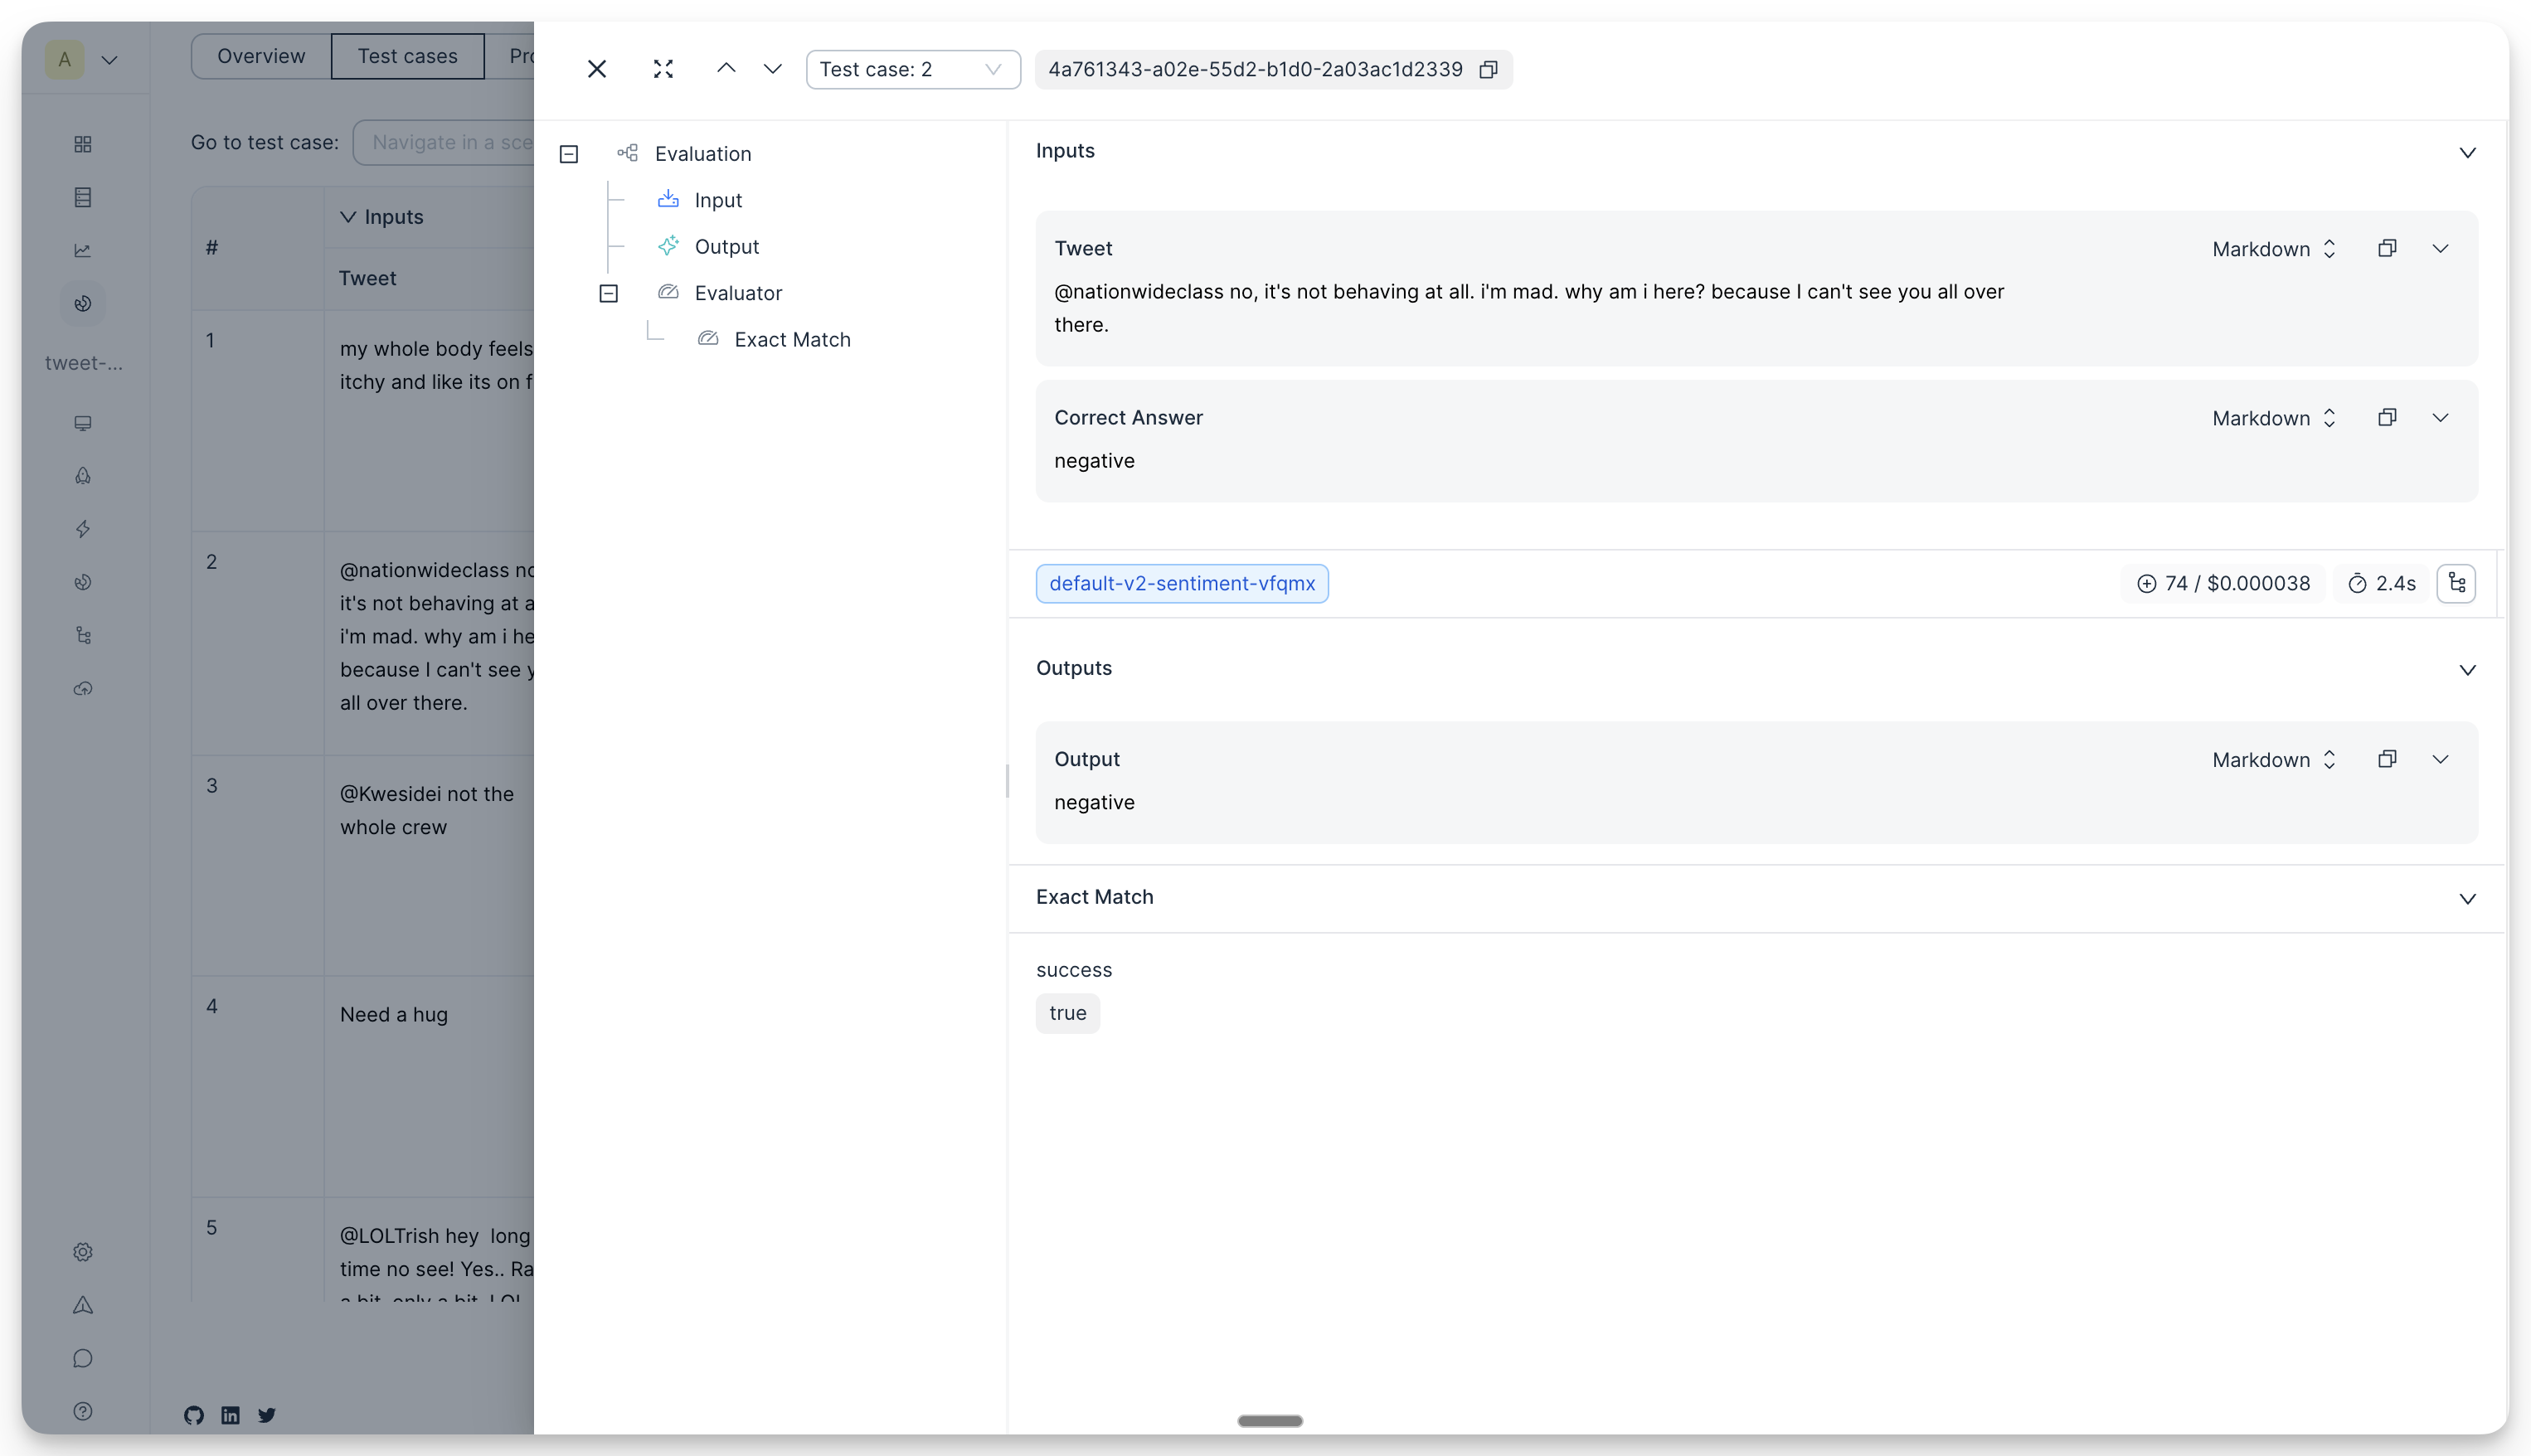 A
Overview
Test cases
Go to test case:
Navigate in a sce
#
Inputs
Tweet
1
my whole body feels
itchy and like its on f
tweet-...
2
@nationwideclass no
it's not behaving at a
i'm mad. why am i he
because I can't see y
all over there.
3
@Kwesidei not the
whole crew
4
Need a hug
5
@LOLTrish hey  long
time no see! Yes.. Ra
a bit, only a bit LOL
Test case: 2
4a761343-a02e-55d2-b1d0-2a03ac1d2339
Evaluation
Input
Output
Evaluator
Exact Match
Inputs
Tweet
Markdown
@nationwideclass no, it's not behaving at all. i'm mad. why am i here? because I can't see you all over
there.
Correct Answer
Markdown
negative
default-v2-sentiment-vfqmx
74 / $0.000038
2.4s
Outputs
Output
Markdown
negative
Exact Match
success
true